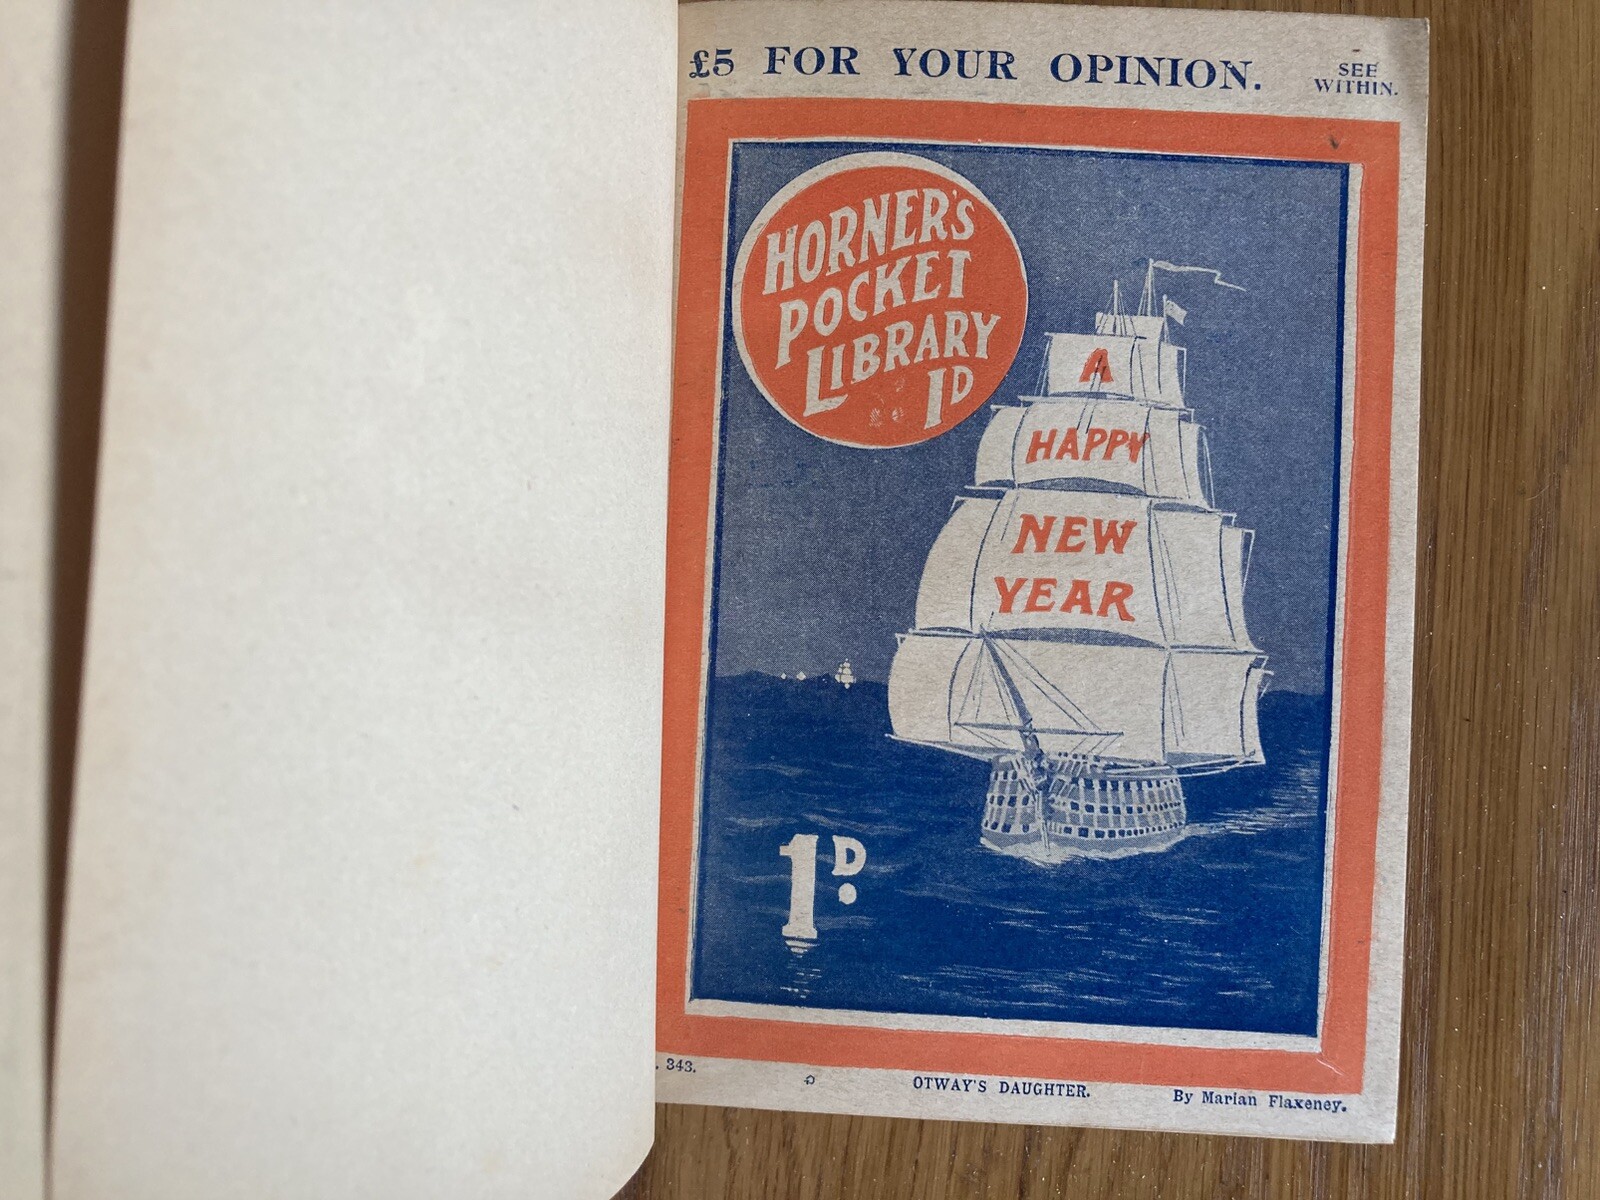 £5 FOR YOUR OPINION.
SEE
WITHIN.
HORNER'S
POCKET
LIBRARY
1D
A
HAPPY
NEW
YEAR
1D.
. 343.
OTWAY'S DAUGHTER.
By Marian Flaxeney.